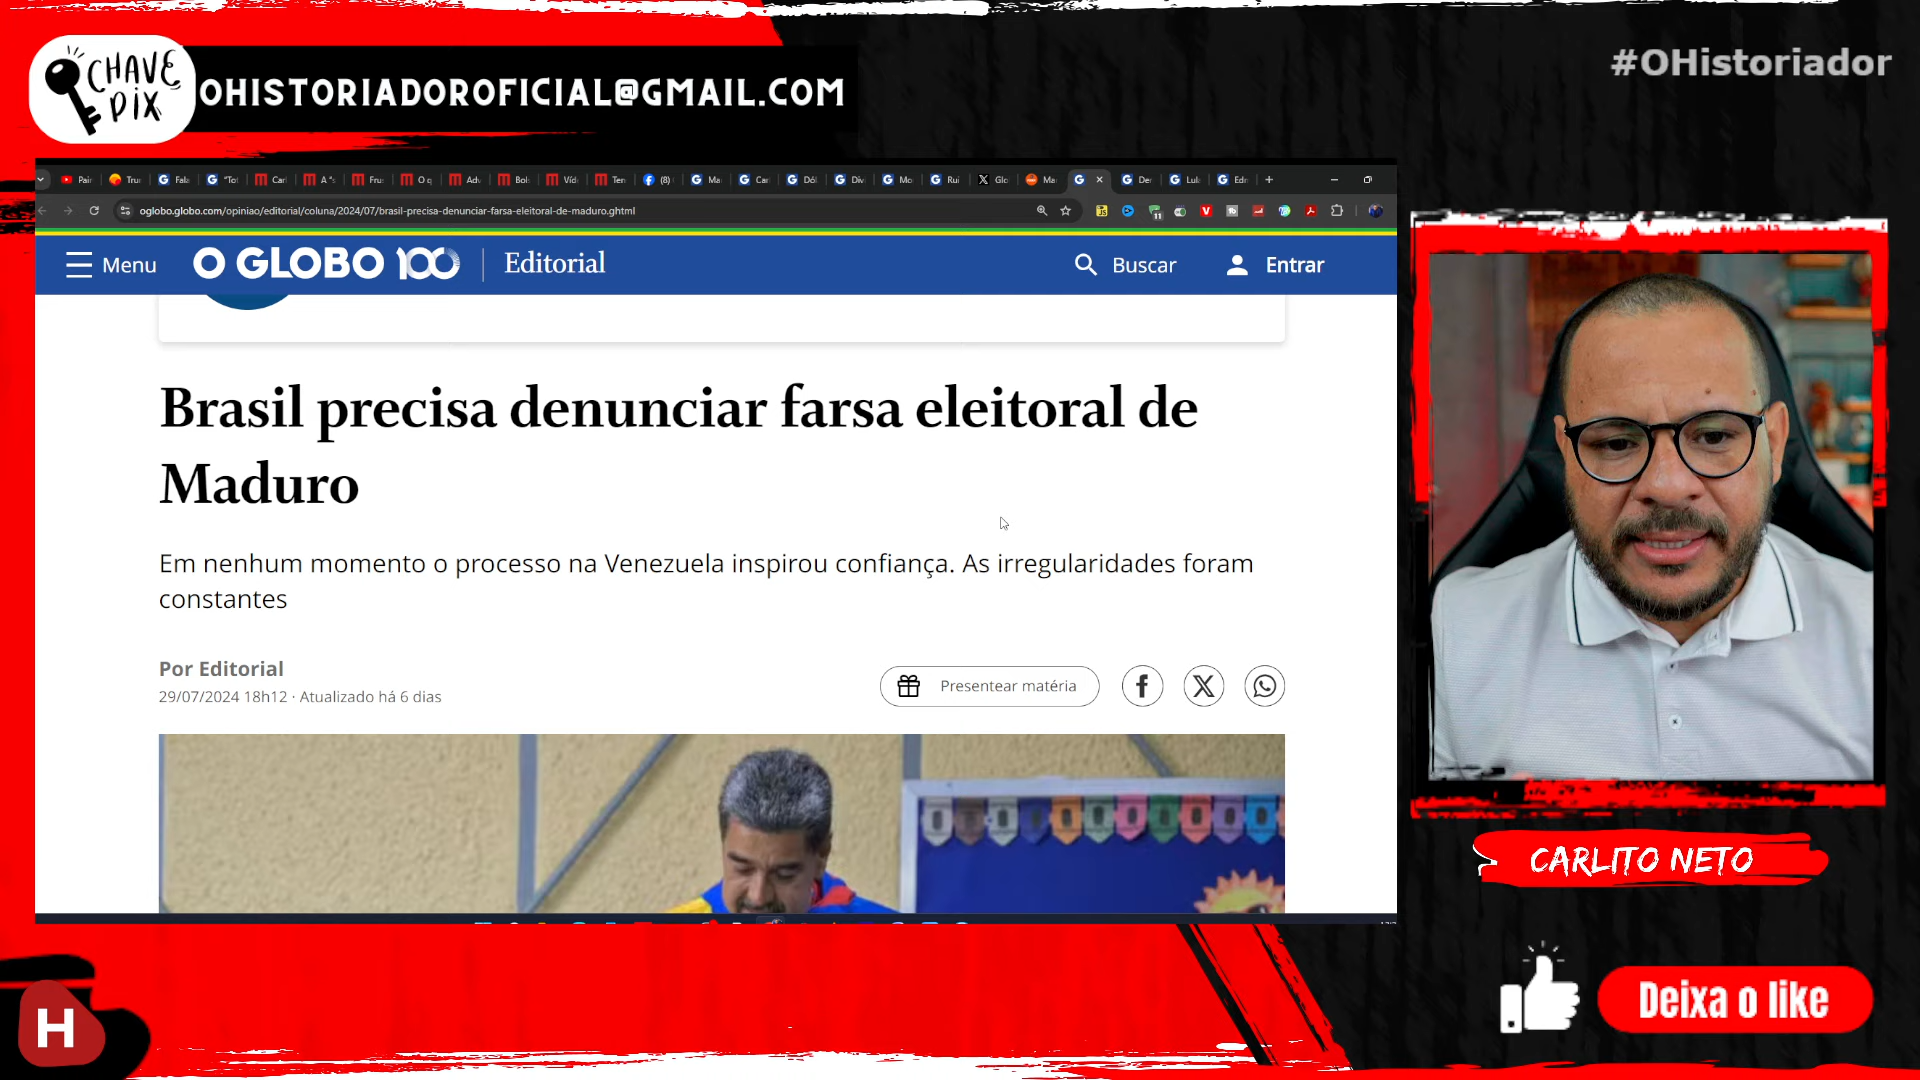 CHAVE
PIX
OHISTORIADOROFICIAL@GMAIL.COM
#OHistoriador
oglobo.globo.com/opiniao/editorial/coluna/2024/07/brasil-precisa-denunciar-farsa-eleitoral-de-maduro.ghtml
Menu
O GLOBO 100
Editorial
Buscar
Entrar
Brasil precisa denunciar farsa eleitoral de
Maduro
Em nenhum momento o processo na Venezuela inspirou confiança. As irregularidades foram
constantes
Por Editorial
29/07/2024 18h12 · Atualizado há 6 dias
Presentear matéria
CARLITO NETO
Deixa o like
H